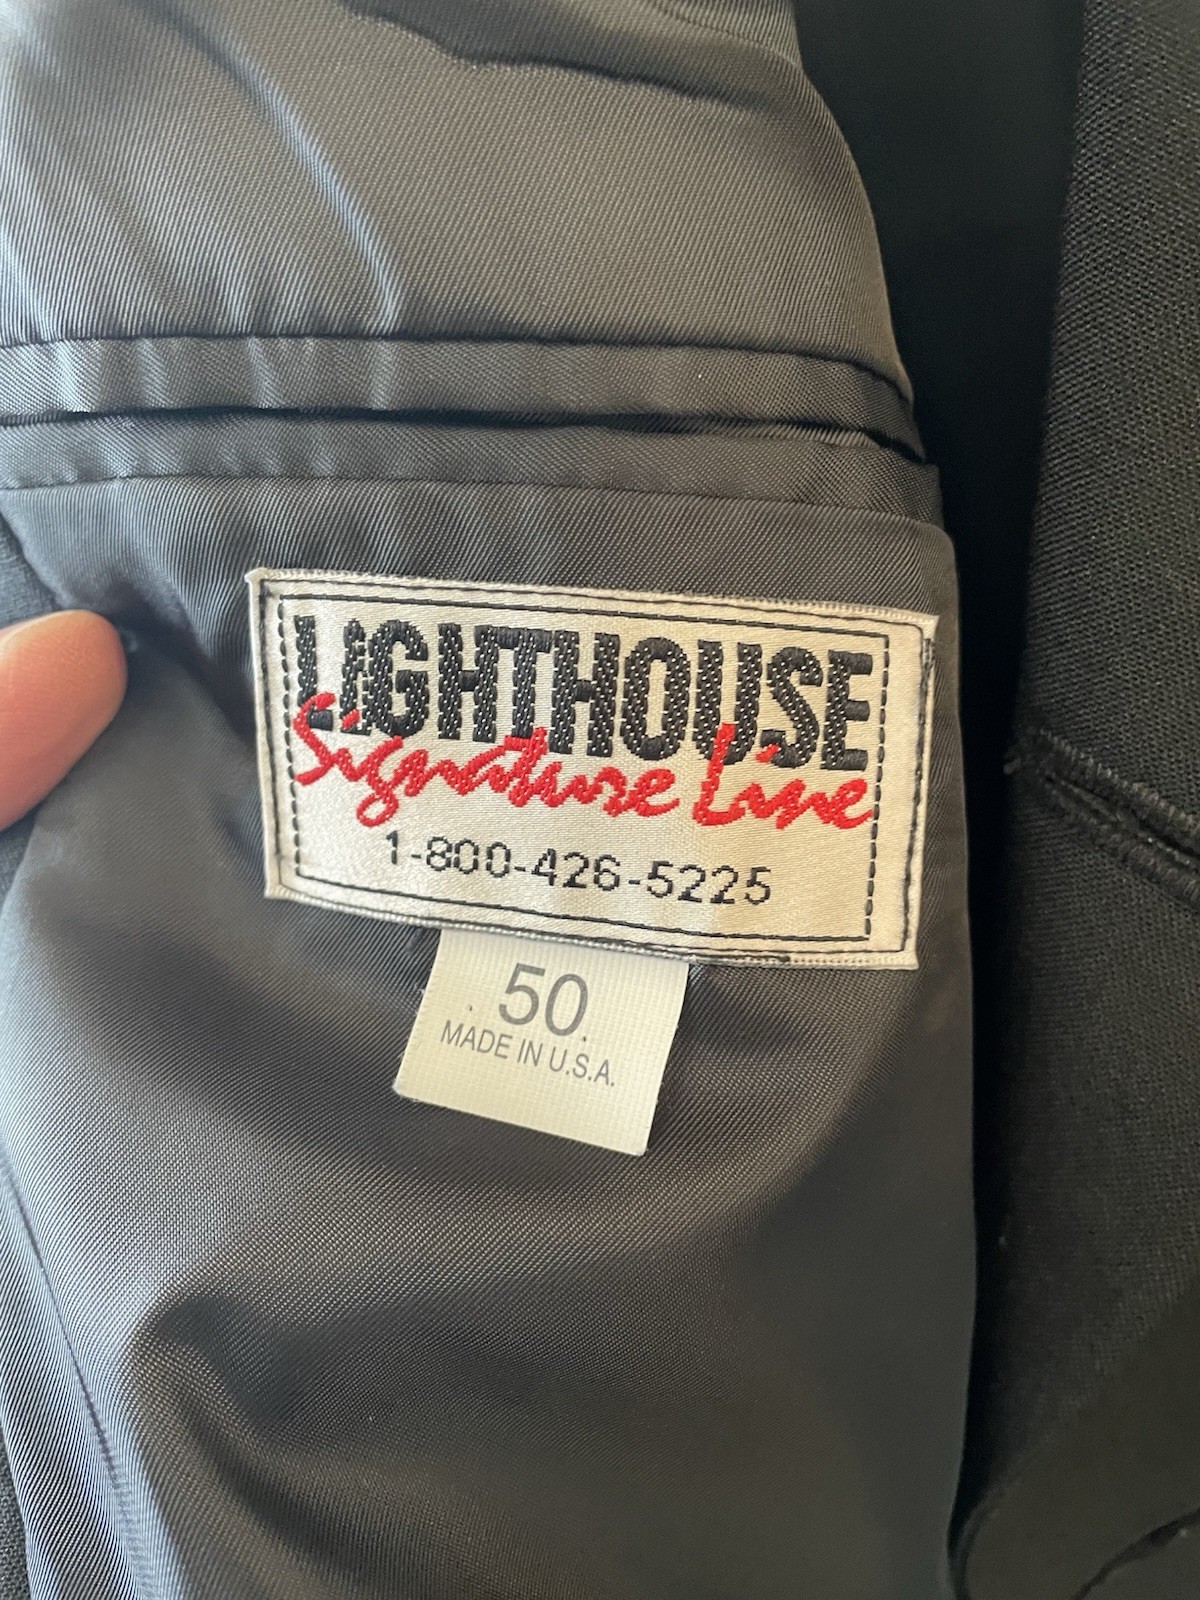 LIGHTHOUSE
Signature Line
1-800-426-5225
50
MADE IN U.S.A.